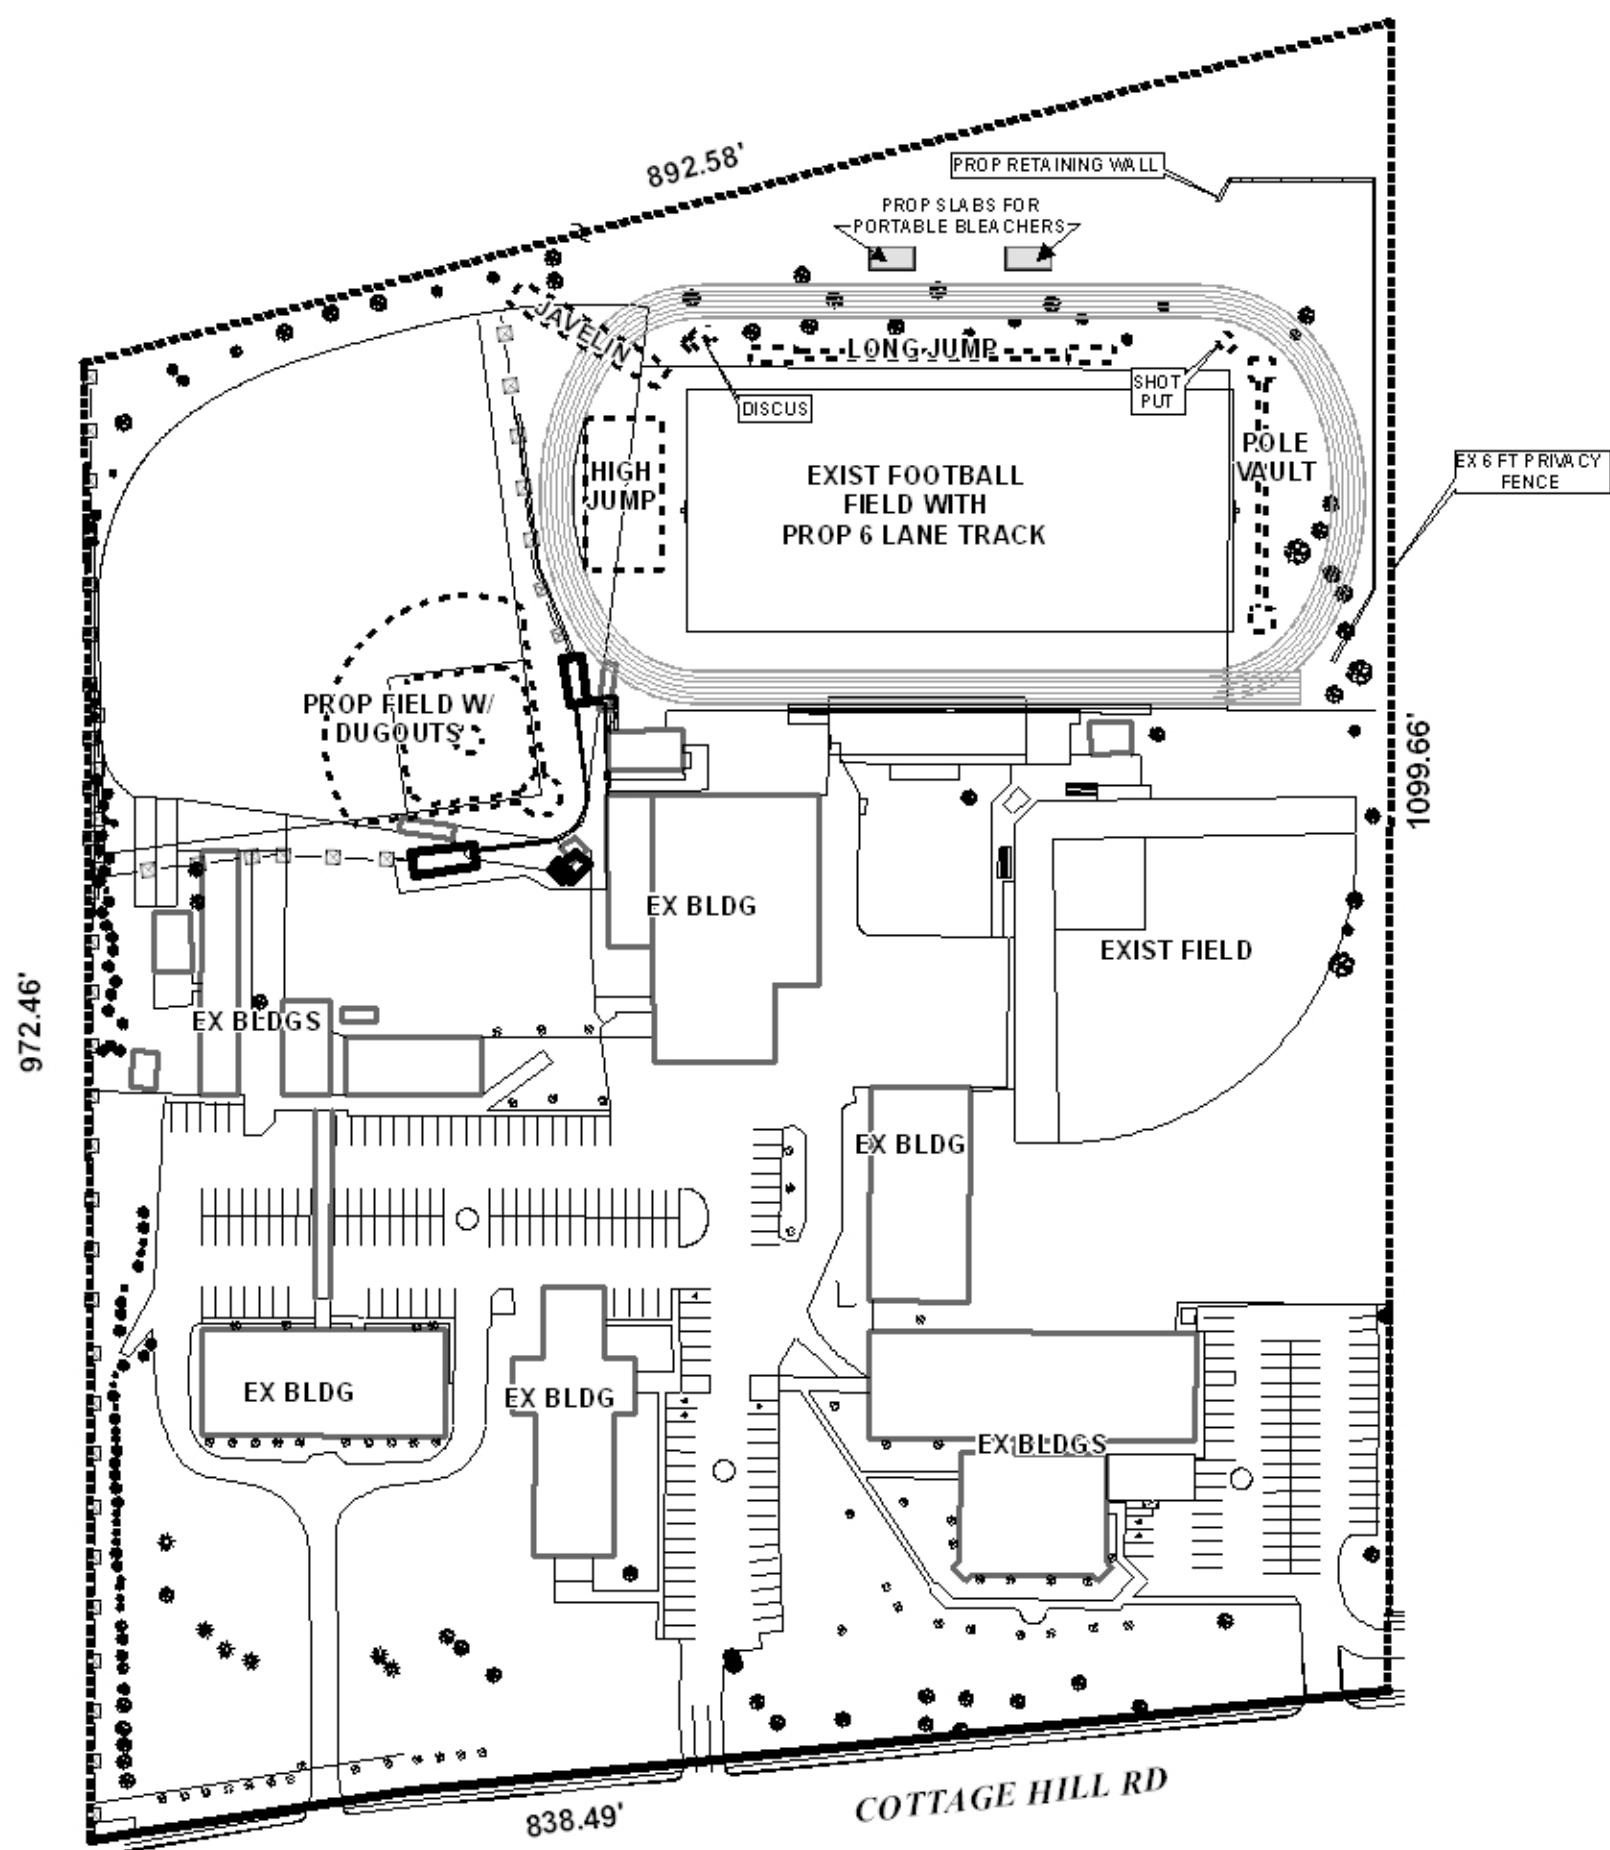 892.58'
PROP RETAINING WALL
PROP SLABS FOR
PORTABLE BLEACHERS
JAVELIN
LONG JUMP
DISCUS
SHOT
PUT
HIGH
JUMP
EXIST FOOTBALL
FIELD WITH
PROP 6 LANE TRACK
POLE
VAULT
EX 6 FT PRIVACY
FENCE
PROP FIELD W/
DUGOUTS
1099.66'
EX BLDG
EXIST FIELD
972.46'
EX BLDGS
EX BLDG
EX BLDG
EX BLDG
EX BLDGS
838.49'
COTTAGE HILL RD